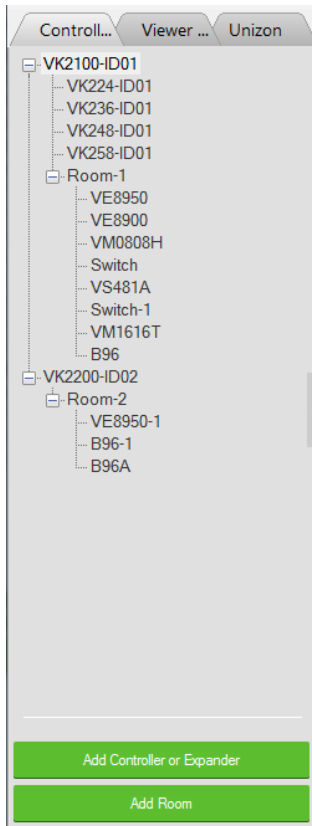 Controll... Viewer ... Unizon
VK2100-ID01
VK224-ID01
VK236-ID01
VK248-ID01
VK258-ID01
Room-1
VE8950
VE8900
VM0808H
Switch
VS481A
Switch-1
VM1616T
B96
VK2200-ID02
Room-2
VE8950-1
B96-1
B96A
Add Controller or Expander
Add Room